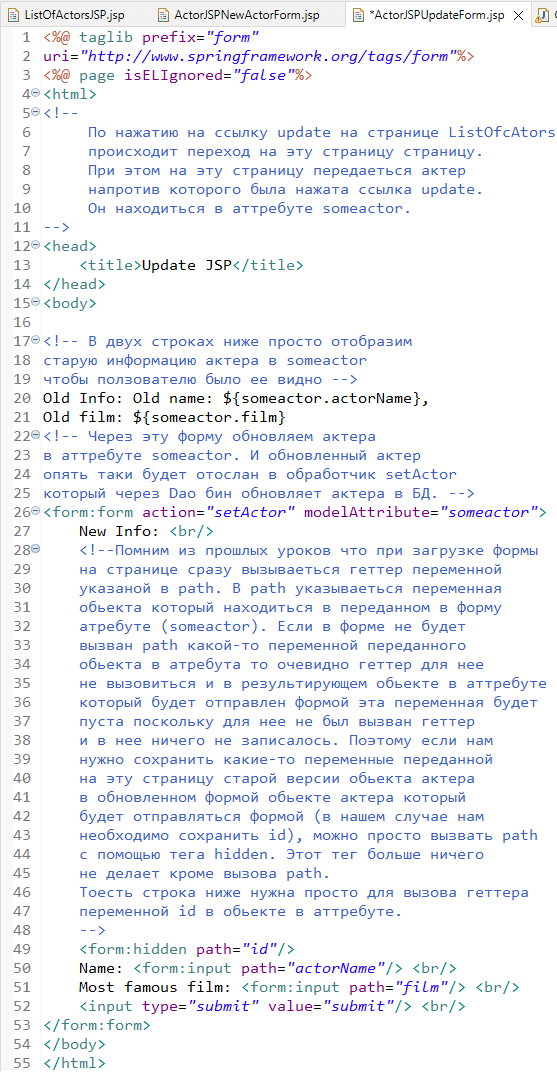 ListOfActorsJSP.jsp ActorJSPNewActorForm.jsp *ActorJSPUpdateForm.jsp
1 <%@ taglib prefix="form"
2 uri="http://www.springframework.org/tags/form"%>
3 <%@ page isELIgnored="false"%>
4 <html>
5 <!--
6 По нажатию на ссылку update на странице ListOfcAtors
7 происходит переход на эту страницу страницу.
8 При этом на эту страницу передаеться актер
9 напротив которого была нажата ссылка update.
10 Он находиться в аттребуте someactor.
11 -->
12 <head>
13 <title>Update JSP</title>
14 </head>
15 <body>
16
17 <!-- В двух строках ниже просто отобразим
18 старую информацию актера в someactor
19 чтобы ползователю было ее видно -->
20 Old Info: Old name: ${someactor.actorName},
21 Old film: ${someactor.film}
22 <!-- Через эту форму обновляем актера
23 в аттребуте someactor. И обновленный актер
24 опять таки будет отослан в обработчик setActor
25 который через Dao бин обновляет актера в БД. -->
26 <form:form action="setActor" modelAttribute="someactor">
27 New Info: <br/>
28 <!--Помним из прошлых уроков что при загрузке формы
29 на странице сразу вызываеться геттер переменной
30 указаной в path. В path указываеться переменная
31 обьекта который находиться в переданном в форму
32 атребуте (someactor). Если в форме не будет
33 вызван path какой-то переменной переданного
34 обьекта в атребута то очевидно геттер для нее
35 не вызовиться и в результирующем обьекте в аттребуте
36 который будет отправлен формой эта переменная будет
37 пуста поскольку для нее не был вызван геттер
38 и в нее ничего не записалось. Поэтому если нам
39 нужно сохранить какие-то переменные переданной
40 на эту страницу старой версии обьекта актера
41 в обновленном формой обьекте актера который
42 будет отправляться формой (в нашем случае нам
43 необходимо сохранить id), можно просто вызвать path
44 с помощью тега hidden. Этот тег больше ничего
45 не делает кроме вызова path.
46 Тоесть строка ниже нужна просто для вызова геттера
47 переменной id в обьекте в аттребуте.
48 -->
49 <form:hidden path="id"/>
50 Name: <form:input path="actorName"/> <br/>
51 Most famous film: <form:input path="film"/> <br/>
52 <input type="submit" value="submit"/> <br/>
53 </form:form>
54 </body>
55 </html>